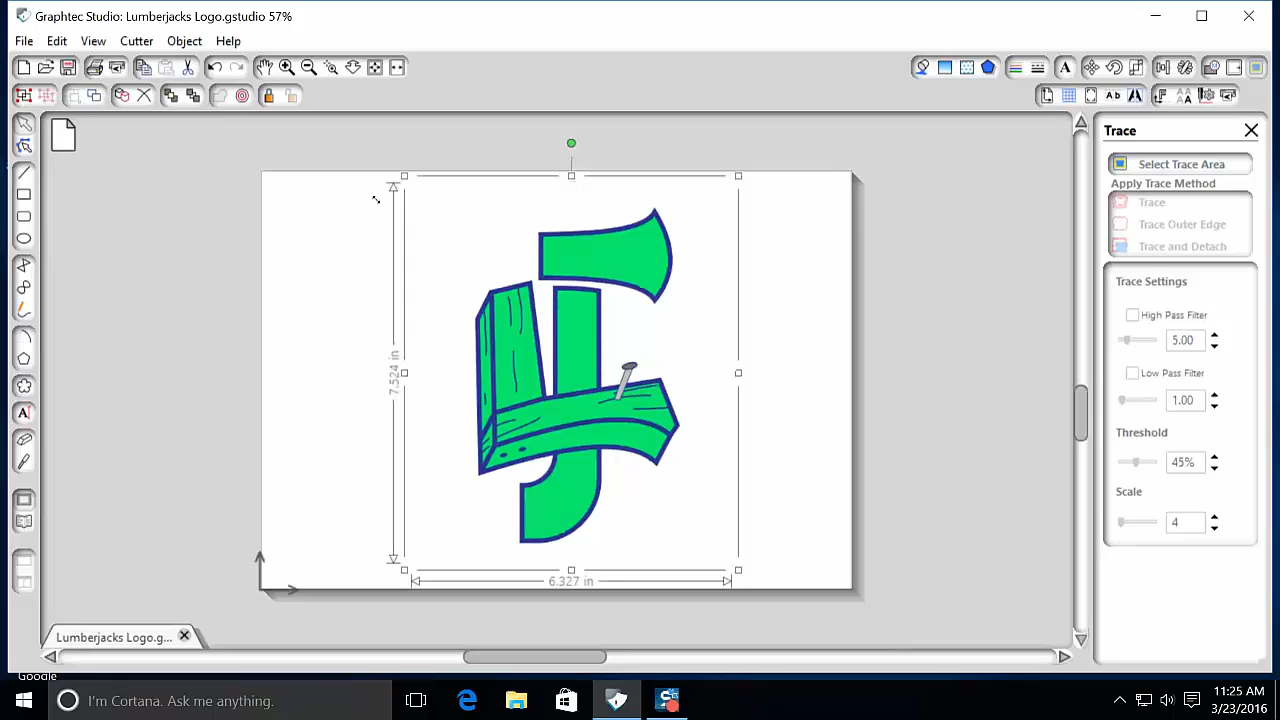 Graphtec Studio: Lumberjacks Logo.gstudio 57%
File Edit View Cutter Object Help
A
Ab
Trace
Select Trace Area
Apply Trace Method
Trace
Trace Outer Edge
Trace and Detach
Trace Settings
High Pass Filter
5.00
Low Pass Filter
1.00
Threshold
45%
Scale
4
7.524 in
6.327 in
Lumberjacks Logo.g...
Google
I'm Cortana. Ask me anything.
11:25 AM
3/23/2016